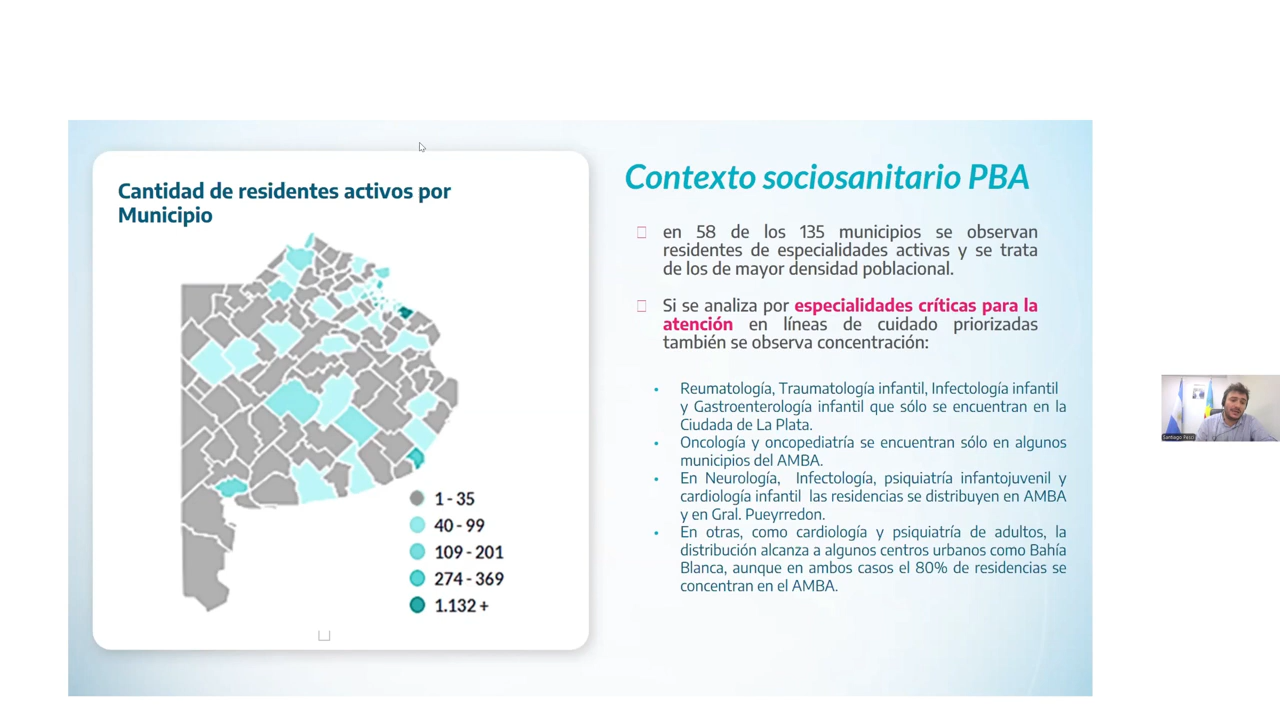 Cantidad de residentes activos por
Municipio
1 - 35
40 - 99
109 - 201
274 - 369
1.132 +
Contexto sociosanitario PBA
en 58 de los 135 municipios se observan
residentes de especialidades activas y se trata
de los de mayor densidad poblacional.
Si se analiza por especialidades críticas para la
atención en líneas de cuidado priorizadas
también se observa concentración:
• Reumatología, Traumatología infantil, Infectología infantil
y Gastroenterología infantil que sólo se encuentran en la
Ciudada de La Plata.
• Oncología y oncopediatría se encuentran sólo en algunos
municipios del AMBA.
• En Neurología, Infectología, psiquiatría infantojuvenil y
cardiología infantil las residencias se distribuyen en AMBA
y en Gral. Pueyrredon.
• En otras, como cardiología y psiquiatría de adultos, la
distribución alcanza a algunos centros urbanos como Bahía
Blanca, aunque en ambos casos el 80% de residencias se
concentran en el AMBA.